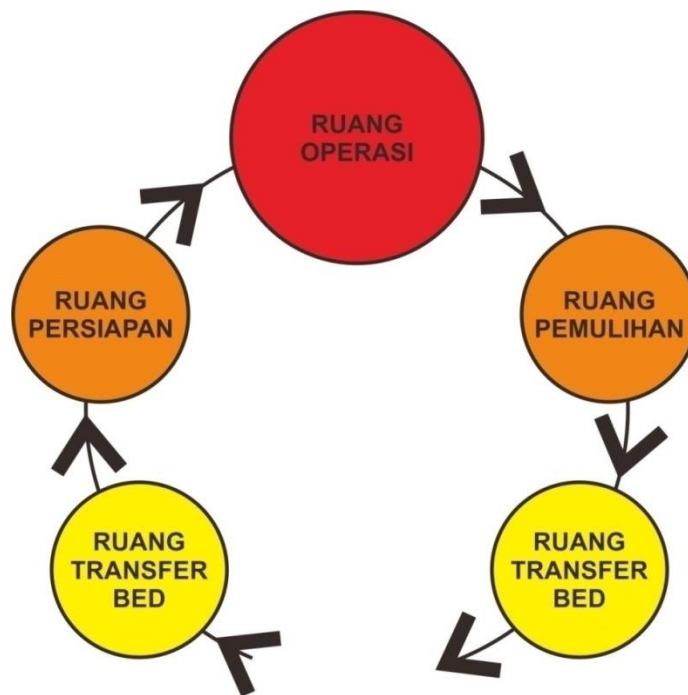 RUANG
OPERASI
RUANG
PERSIAPAN
RUANG
PEMULIHAN
RUANG
TRANSFER
BED
RUANG
TRANSFER
BED